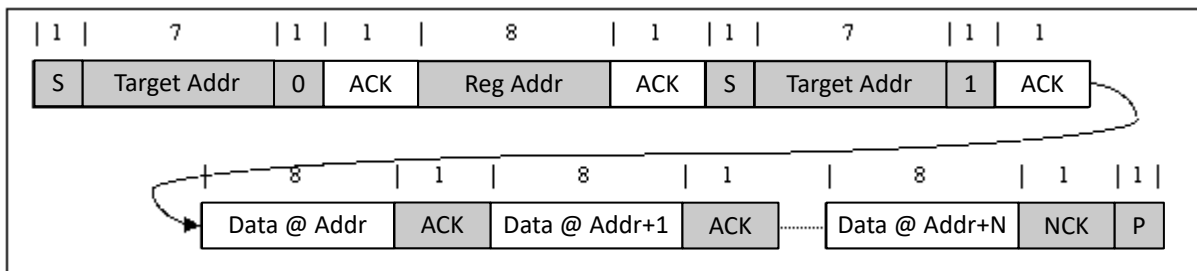 | 1 | 7 | 1 | 1 | 8 | 1 | 1 | 7 | 1 | 1
S Target Addr 0 ACK Reg Addr ACK S Target Addr 1 ACK
| 8 | 1 | 8 | 1 | 8 | 1 | 1 |
Data @ Addr ACK Data @ Addr+1 ACK Data @ Addr+N NCK P